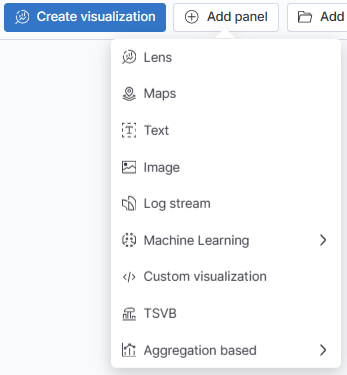 Create visualization Add panel Add
Lens
Maps
Text
Image
Log stream
Machine Learning
Custom visualization
TSVB
Aggregation based